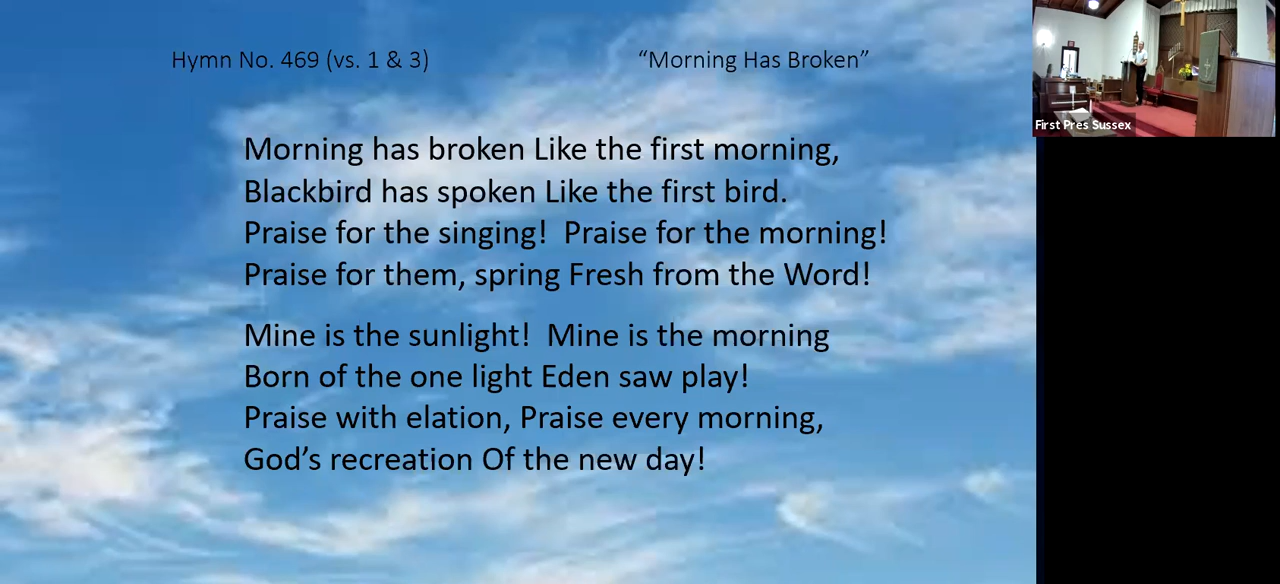 Hymn No. 469 (vs. 1 & 3) “Morning Has Broken”
Morning has broken Like the first morning,
Blackbird has spoken Like the first bird.
Praise for the singing!  Praise for the morning!
Praise for them, spring Fresh from the Word!
Mine is the sunlight!  Mine is the morning
Born of the one light Eden saw play!
Praise with elation, Praise every morning,
God’s recreation Of the new day!
First Pres Sussex